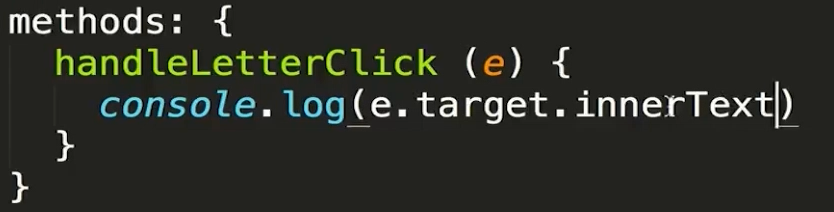 methods: {
  handleLetterClick (e) {
    console.log(e.target.innerText)
  }
}